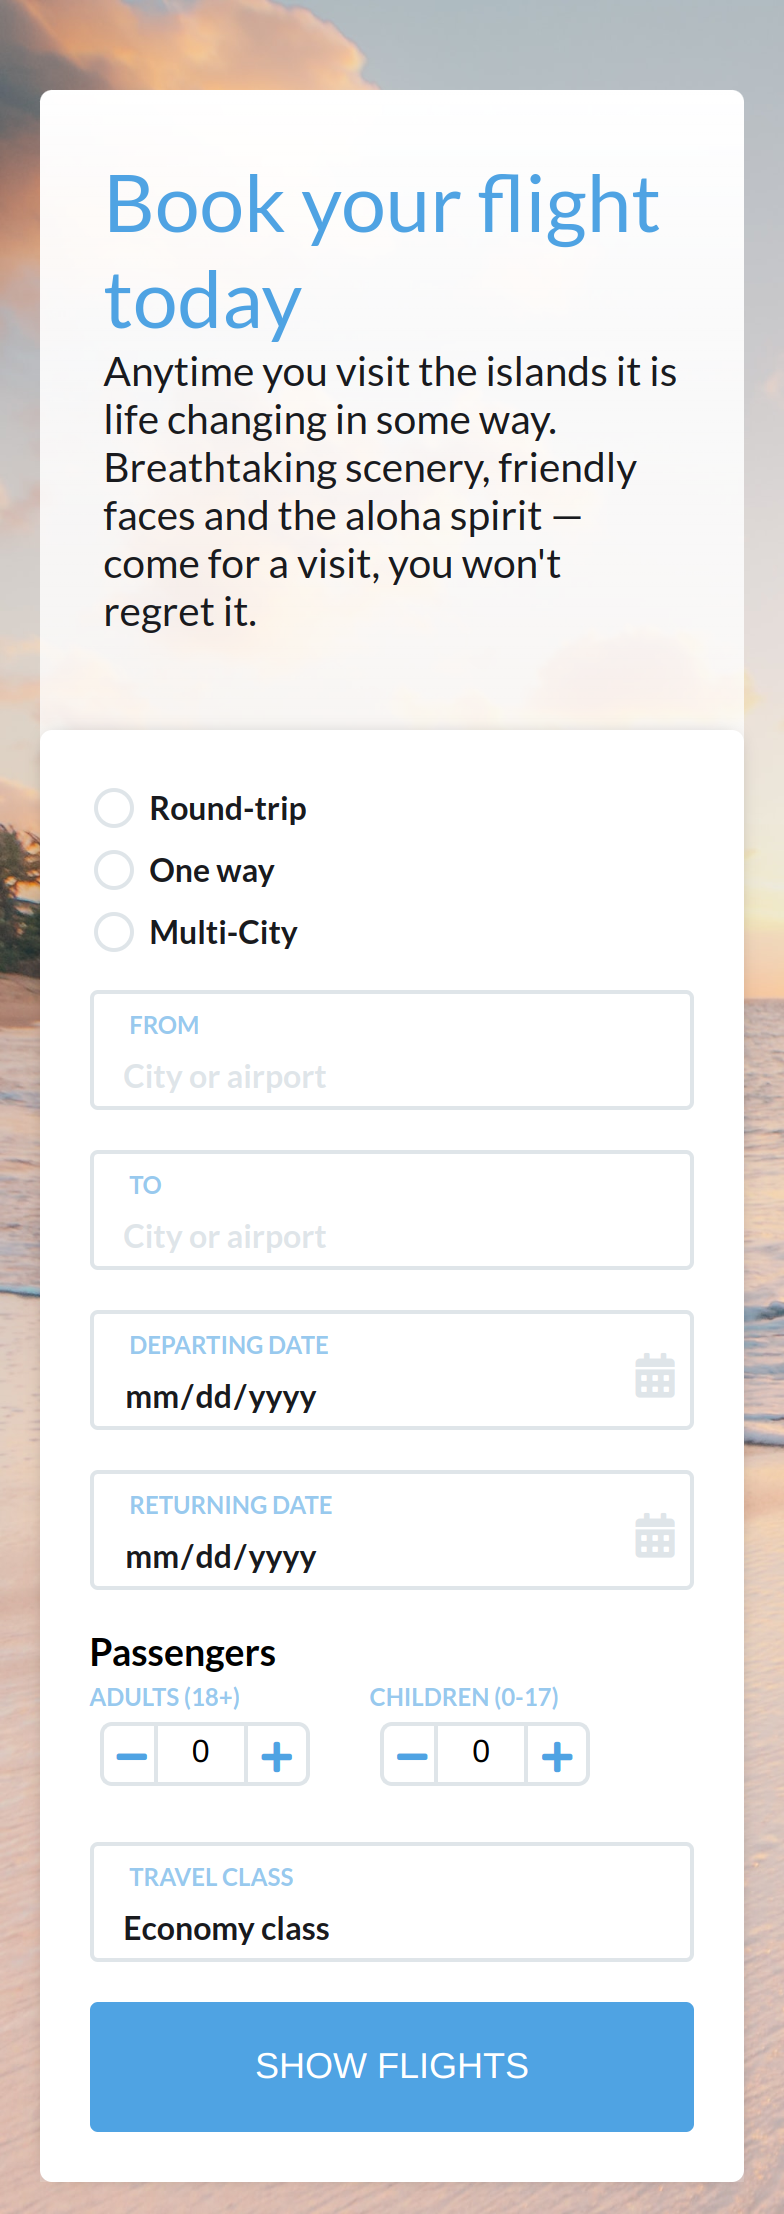 Book your flight
today
Anytime you visit the islands it is
life changing in some way.
Breathtaking scenery, friendly
faces and the aloha spirit –
come for a visit, you won't
regret it.
Round-trip
One way
Multi-City
FROM
City or airport
TO
City or airport
DEPARTING DATE
mm/dd/yyyy
RETURNING DATE
mm/dd/yyyy
Passengers
ADULTS (18+) CHILDREN (0-17)
0 0
TRAVEL CLASS
Economy class
SHOW FLIGHTS